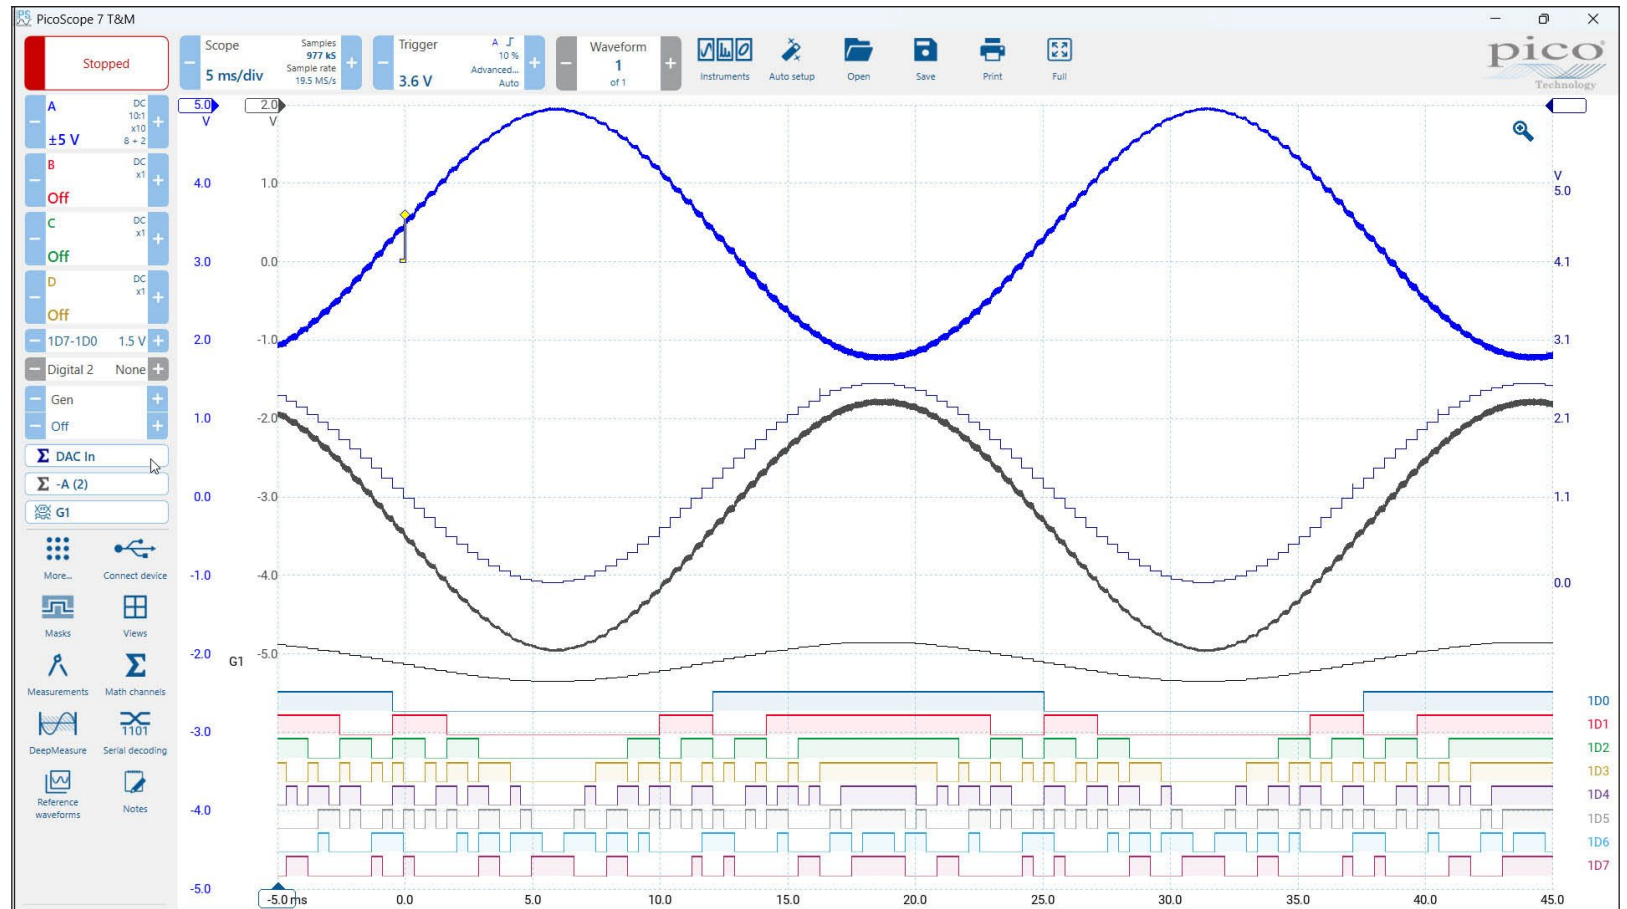 PicoScope 7 T&M
Stopped
Scope
5 ms/div
Samples
977 kS
Sample rate
19.5 MS/s
Trigger
3.6 V
A
10 %
Advanced...
Auto
Waveform
1
of 1
Instruments
Auto setup
Open
Save
Print
Full
pico
Technology
A
±5 V
DC
10:1
x10
8 + 2
B
Off
DC
x1
C
Off
DC
x1
D
Off
DC
x1
1D7-1D0 1.5 V
Digital 2 None
Gen
Off
Σ DAC In
Σ -A (2)
G1
More...
Connect device
Masks
Views
Measurements
Math channels
DeepMeasure
1101
Serial decoding
Reference
waveforms
Notes
5.0
V
4.0
3.0
2.0
1.0
0.0
-1.0
-2.0
-3.0
-4.0
-5.0
2.0
V
1.0
0.0
-1.0
-2.0
-3.0
-4.0
-5.0
G1
V
5.0
4.1
3.1
2.1
1.1
0.0
1D0
1D1
1D2
1D3
1D4
1D5
1D6
1D7
-5.0 ms 0.0 5.0 10.0 15.0 20.0 25.0 30.0 35.0 40.0 45.0